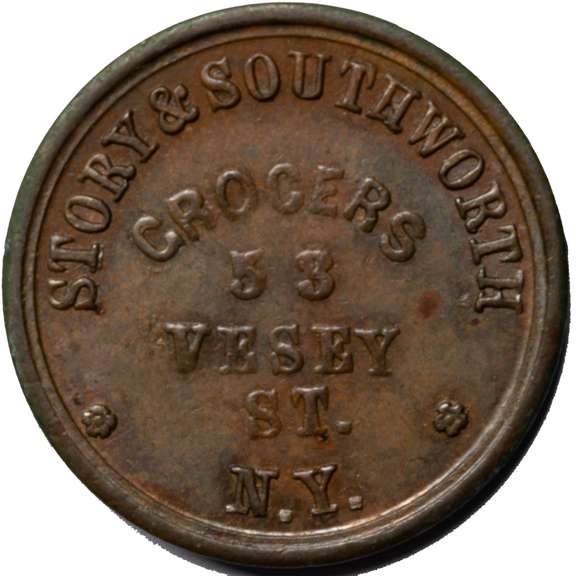 STORY & SOUTHWORTH
GROCERS
53
VESEY
ST.
N.Y.